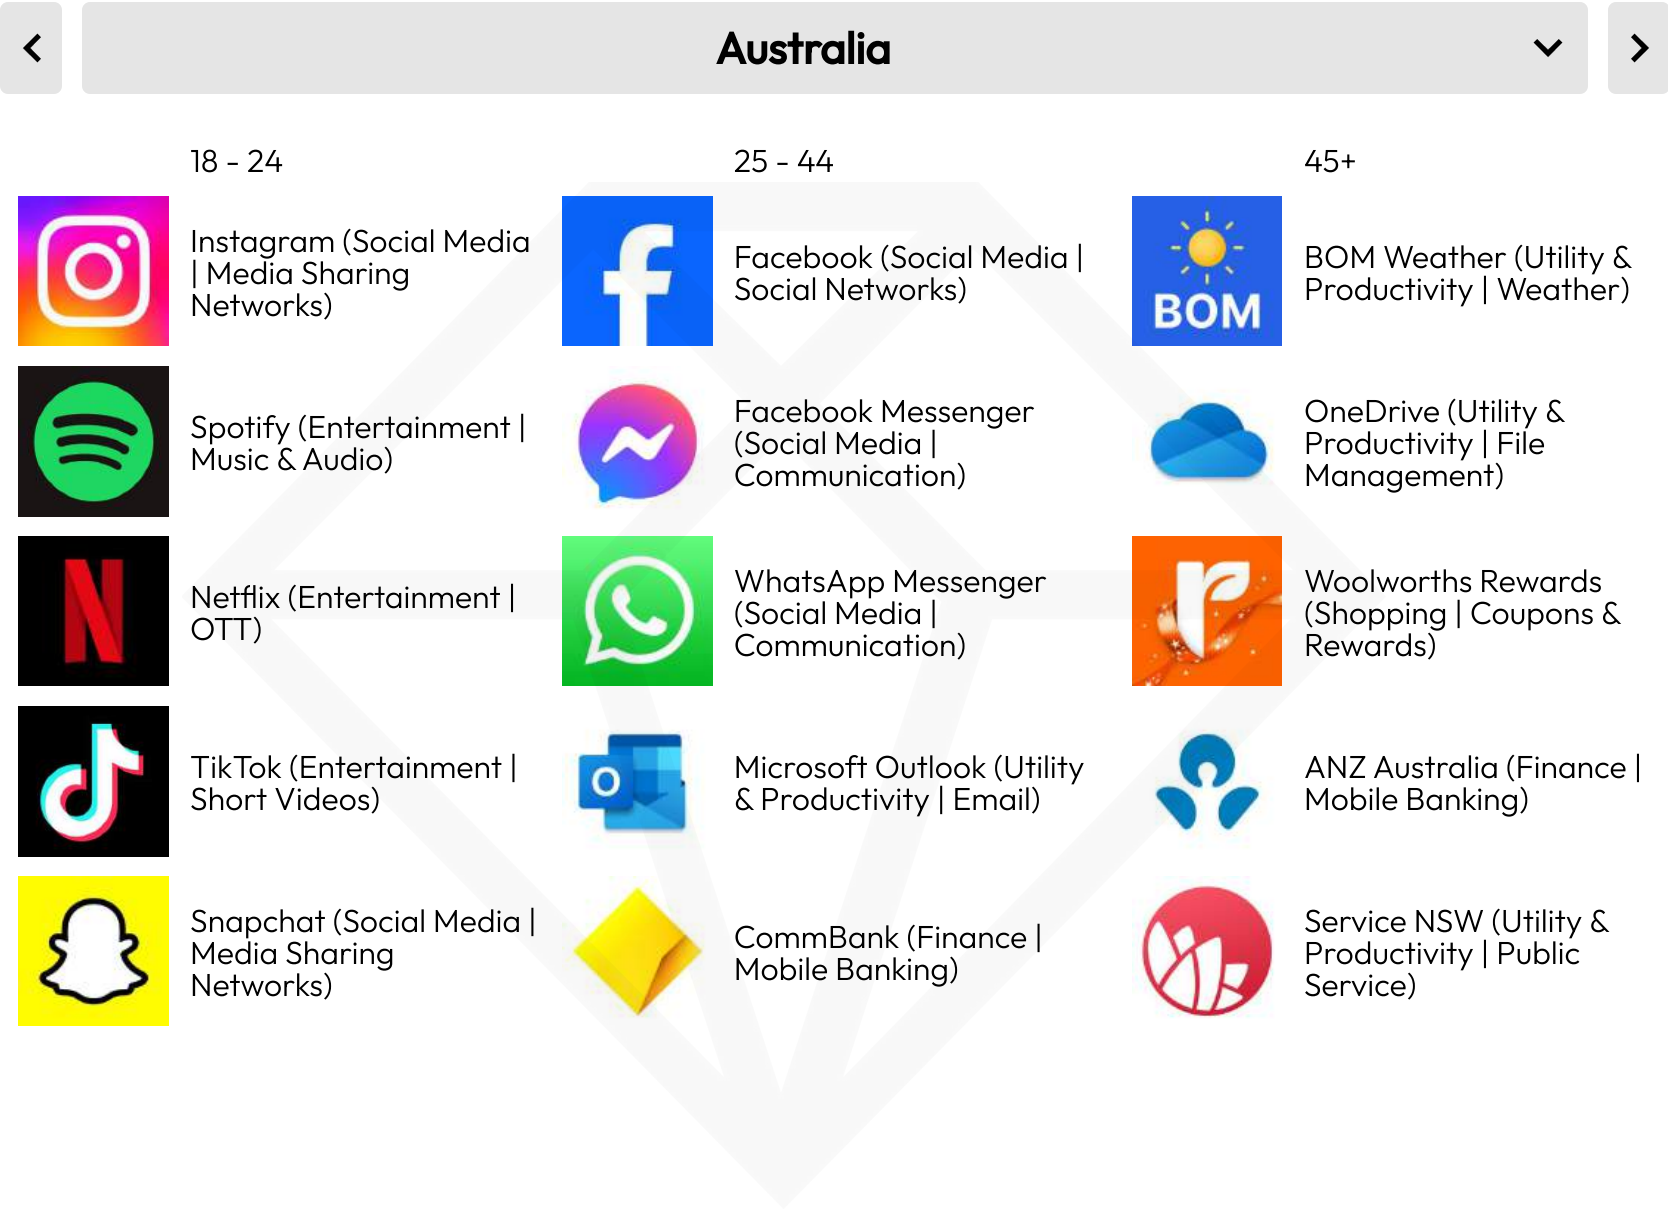 Australia
18 - 24
Instagram (Social Media
| Media Sharing
Networks)
Spotify (Entertainment |
Music & Audio)
N
Netflix (Entertainment |
OTT)
TikTok (Entertainment |
Short Videos)
Snapchat (Social Media |
Media Sharing
Networks)
25 - 44
f
Facebook (Social Media |
Social Networks)
Facebook Messenger
(Social Media |
Communication)
WhatsApp Messenger
(Social Media |
Communication)
O
Microsoft Outlook (Utility
& Productivity | Email)
CommBank (Finance |
Mobile Banking)
45+
BOM
BOM Weather (Utility &
Productivity | Weather)
OneDrive (Utility &
Productivity | File
Management)
r
Woolworths Rewards
(Shopping | Coupons &
Rewards)
ANZ Australia (Finance |
Mobile Banking)
Service NSW (Utility &
Productivity | Public
Service)